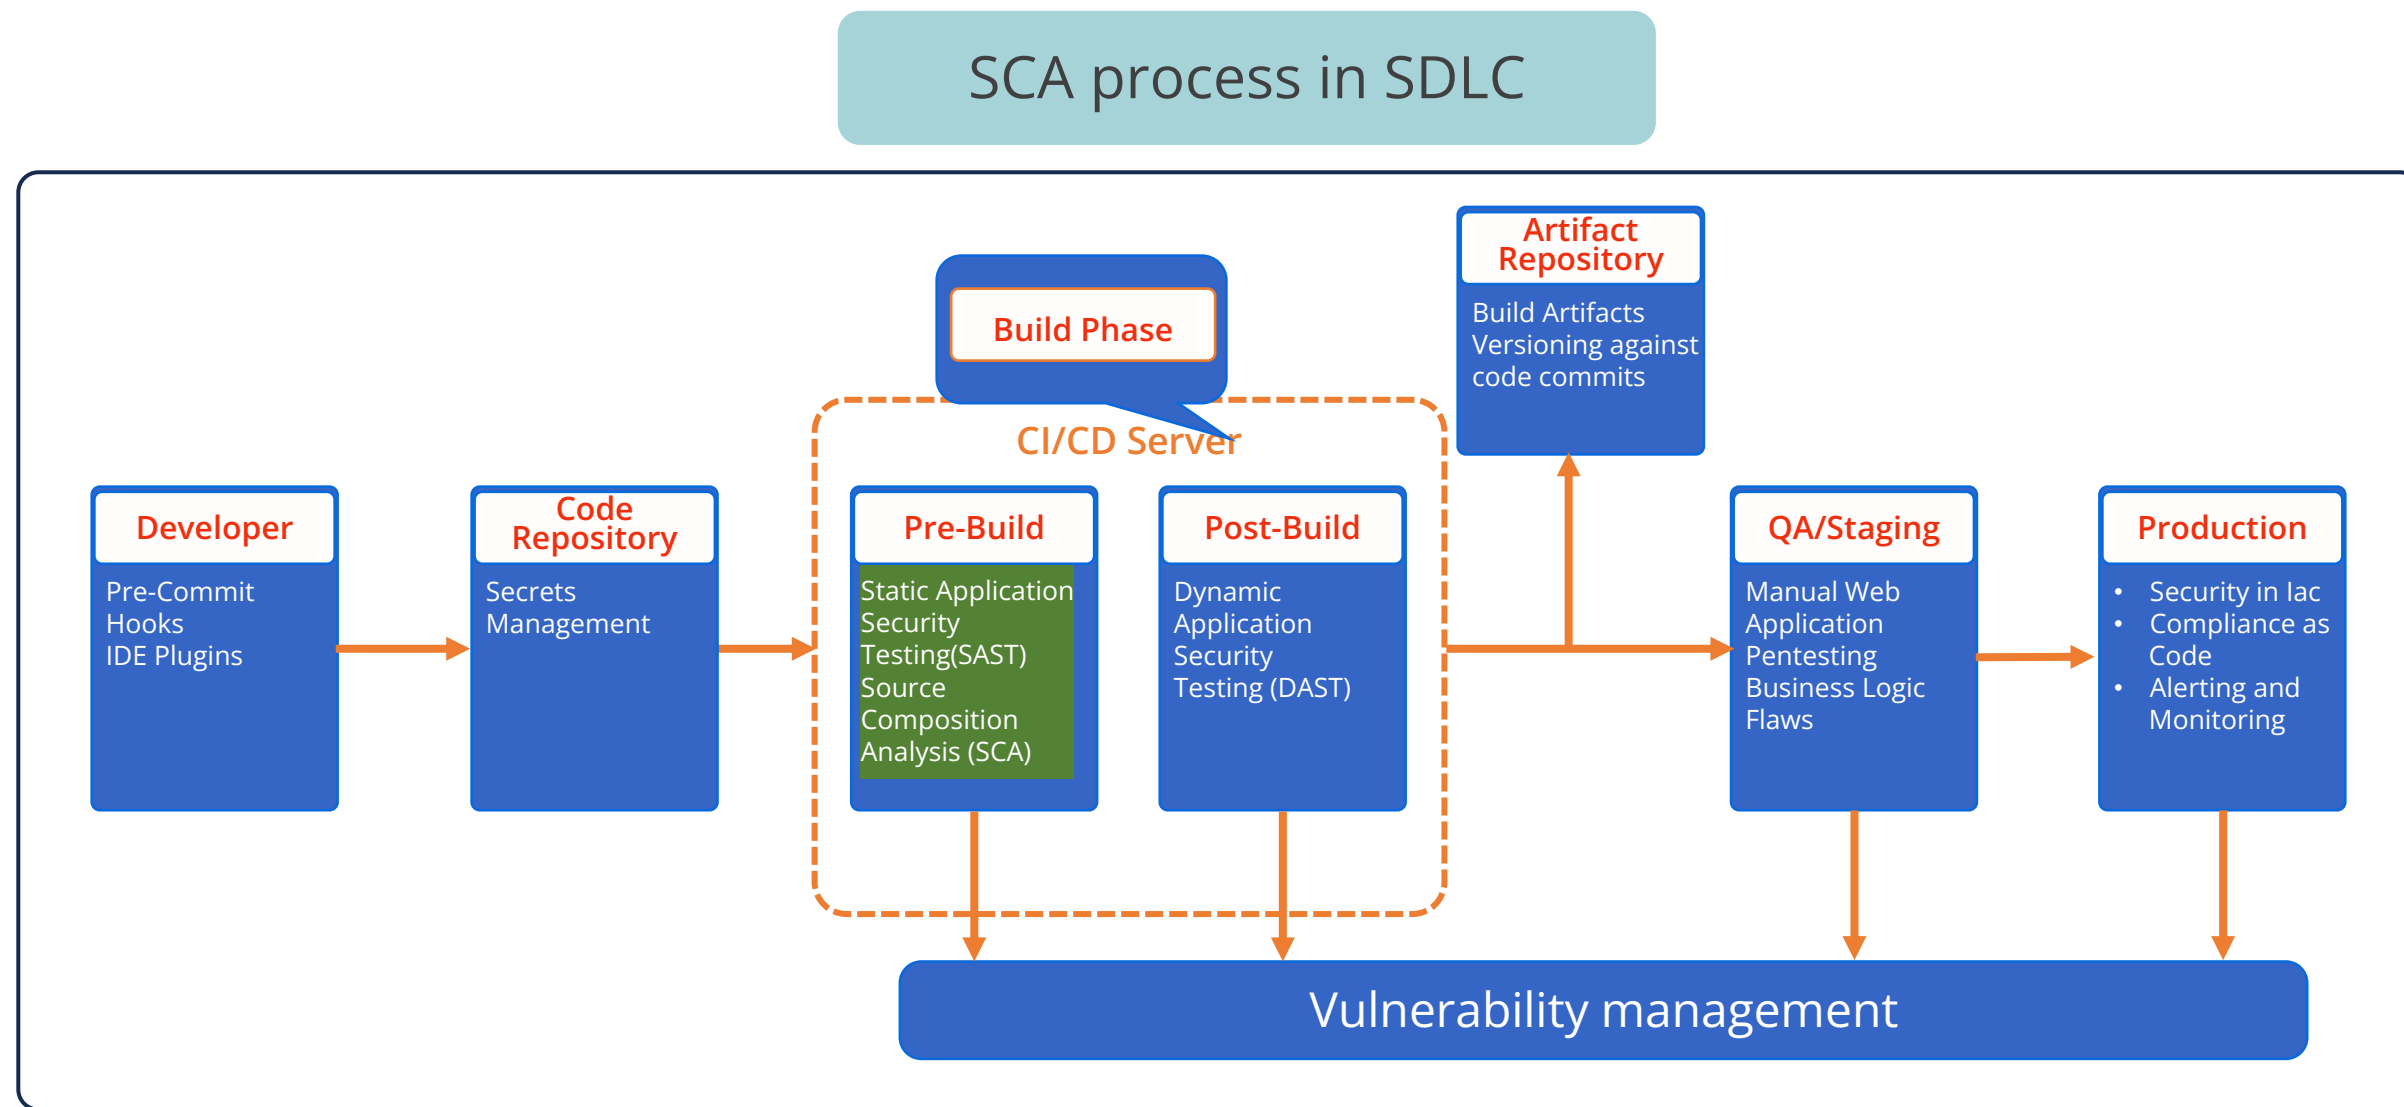 SCA process in SDLC
Artifact
Repository
Build Artifacts
Versioning against
code commits
Build Phase
CI/CD Server
Developer
Pre-Commit
Hooks
IDE Plugins
Code
Repository
Secrets
Management
Pre-Build
Static Application
Security
Testing(SAST)
Source
Composition
Analysis (SCA)
Post-Build
Dynamic
Application
Security
Testing (DAST)
QA/Staging
Manual Web
Application
Pentesting
Business Logic
Flaws
Production
• Security in Iac
• Compliance as
Code
• Alerting and
Monitoring
Vulnerability management